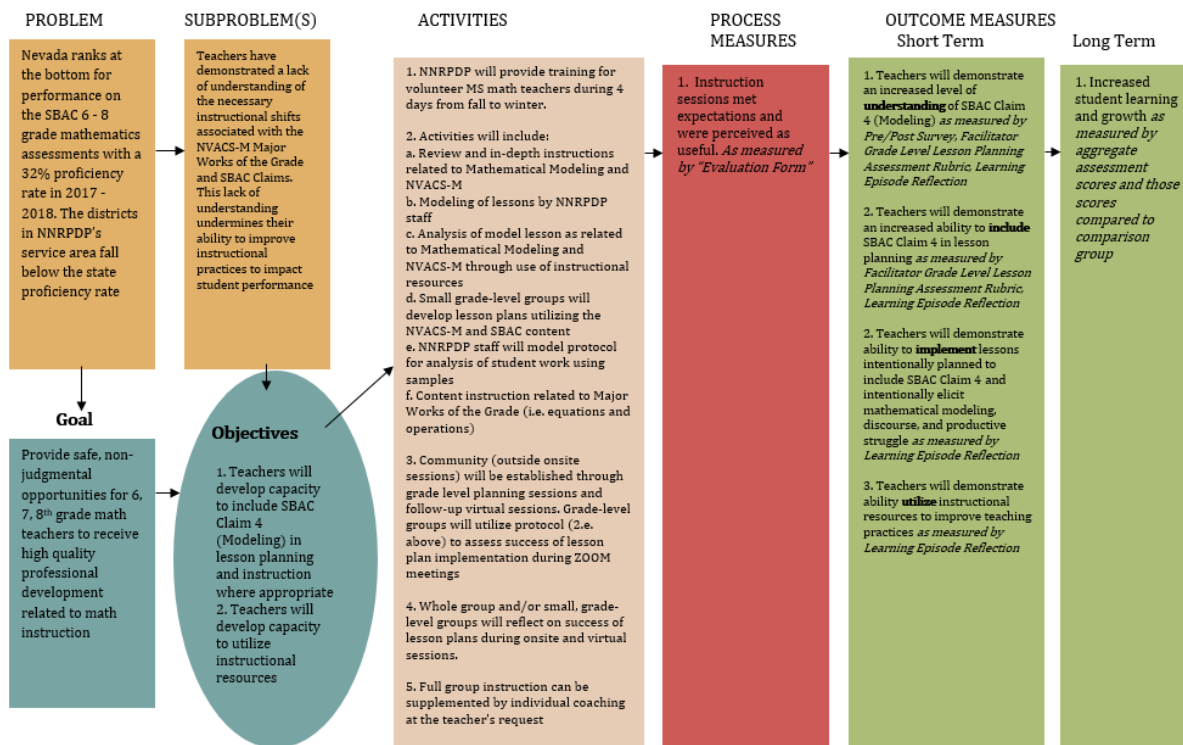 PROBLEM
Nevada ranks at
the bottom for
performance on
the SBAC 6 - 8
grade mathematics
assessments with a
32% proficiency
rate in 2017 -
2018. The districts
in NNRPDP's
service area fall
below the state
proficiency rate
SUBPROBLEM(S)
Teachers have
demonstrated a lack
of understanding of
the necessary
instructional shifts
associated with the
NVACS-M Major
Works of the Grade
and SBAC Claims.
This lack of
understanding
undermines their
ability to improve
instructional
practices to impact
student performance
Goal
Provide safe, non-
judgmental
opportunities for 6,
7, 8th grade math
teachers to receive
high quality
professional
development
related to math
instruction
Objectives
1. Teachers will
develop capacity
to include SBAC
Claim 4
(Modeling) in
lesson planning
and instruction
where appropriate
2. Teachers will
develop capacity
to utilize
instructional
resources
ACTIVITIES
1. NNRPDP will provide training for
volunteer MS math teachers during 4
days from fall to winter.
2. Activities will include:
a. Review and in-depth instructions
related to Mathematical Modeling and
NVACS-M
b. Modeling of lessons by NNRPDP
staff
c. Analysis of model lesson as related
to Mathematical Modeling and
NVACS-M through use of instructional
resources
d. Small grade-level groups will
develop lesson plans utilizing the
NVACS-M and SBAC content
e. NNRPDP staff will model protocol
for analysis of student work using
samples
f. Content instruction related to Major
Works of the Grade (i.e. equations and
operations)
3. Community (outside onsite
sessions) will be established through
grade level planning sessions and
follow-up virtual sessions. Grade-level
groups will utilize protocol (2.e.
above) to assess success of lesson
plan implementation during ZOOM
meetings
4. Whole group and/or small, grade-
level groups will reflect on success of
lesson plans during onsite and virtual
sessions.
5. Full group instruction can be
supplemented by individual coaching
at the teacher's request
PROCESS
MEASURES
1. Instruction
sessions met
expectations and
were perceived as
useful. As measured
by "Evaluation Form"
OUTCOME MEASURES
Short Term
1. Teachers will demonstrate
an increased level of
understanding of SBAC Claim
4 (Modeling) as measured by
Pre/Post Survey, Facilitator
Grade Level Lesson Planning
Assessment Rubric, Learning
Episode Reflection
2. Teachers will demonstrate
an increased ability to include
SBAC Claim 4 in lesson
planning as measured by
Facilitator Grade Level Lesson
Planning Assessment Rubric,
Learning Episode Reflection
2. Teachers will demonstrate
ability to implement lessons
intentionally planned to
include SBAC Claim 4 and
intentionally elicit
mathematical modeling,
discourse, and productive
struggle as measured by
Learning Episode Reflection
3. Teachers will demonstrate
ability utilize instructional
resources to improve teaching
practices as measured by
Learning Episode Reflection
Long Term
1. Increased
student learning
and growth as
measured by
aggregate
assessment
scores and those
scores
compared to
comparison
group